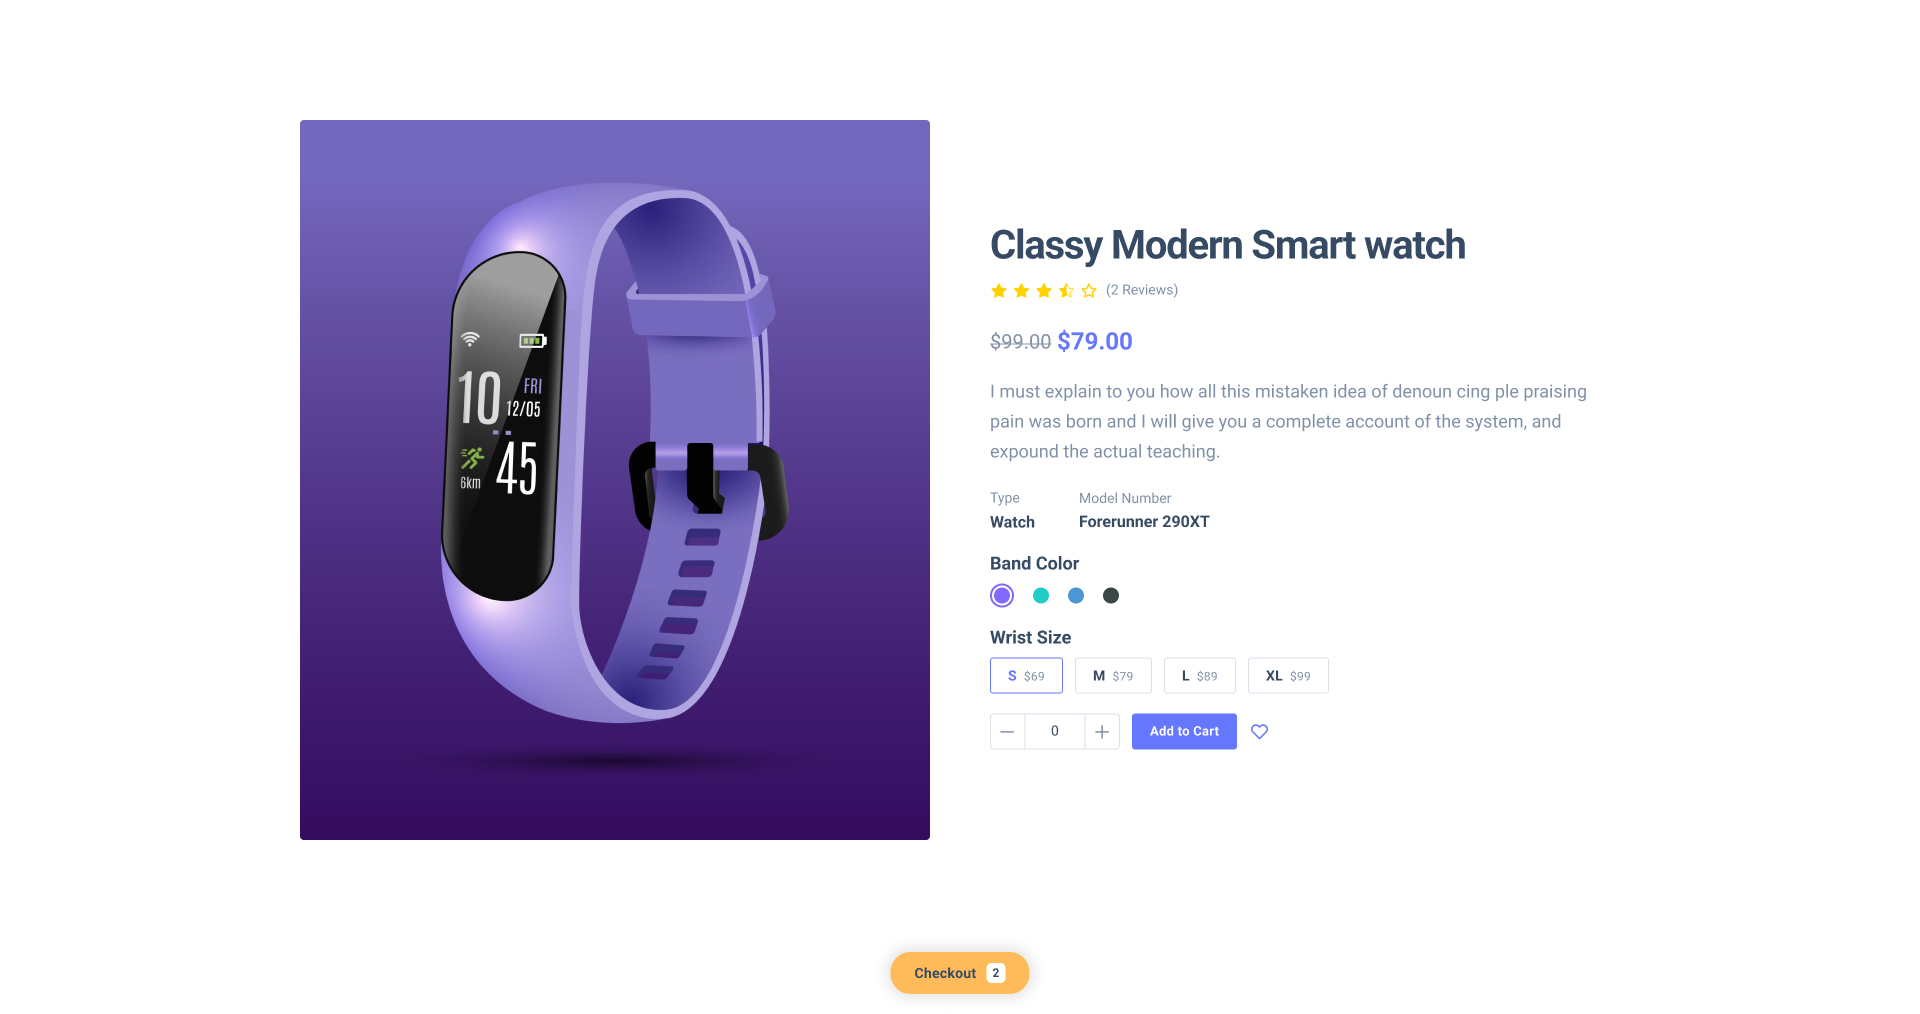 FRI
10
12/05
45
6km
Classy Modern Smart watch
(2 Reviews)
$99.00 $79.00
I must explain to you how all this mistaken idea of denoun cing ple praising
pain was born and I will give you a complete account of the system, and
expound the actual teaching.
Type Model Number
Watch Forerunner 290XT
Band Color
Wrist Size
S $69 M $79 L $89 XL $99
0 Add to Cart
Checkout 2